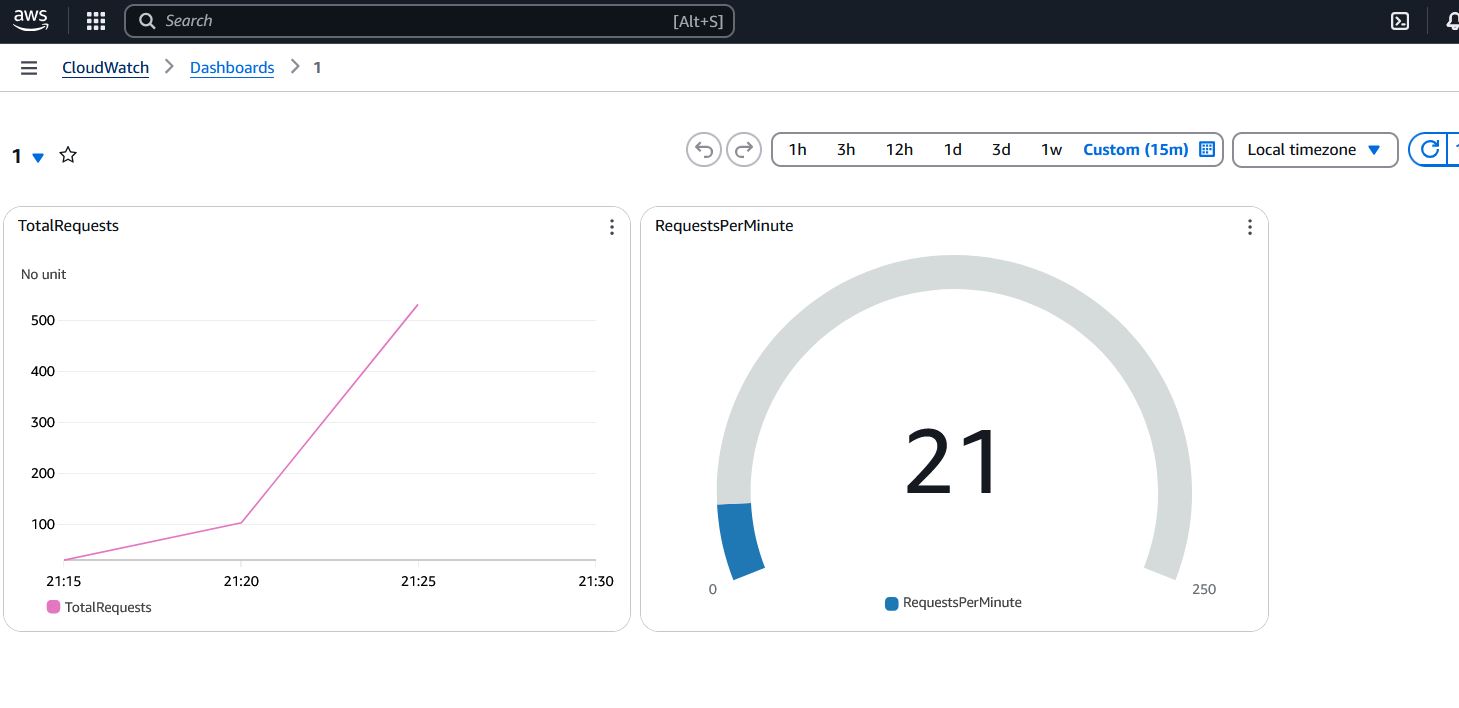 aws
Search [Alt+S]
CloudWatch Dashboards 1
1
1h 3h 12h 1d 3d 1w Custom (15m) Local timezone
TotalRequests
No unit
500
400
300
200
100
21:15 21:20 21:25 21:30
TotalRequests
RequestsPerMinute
21
0 250
RequestsPerMinute